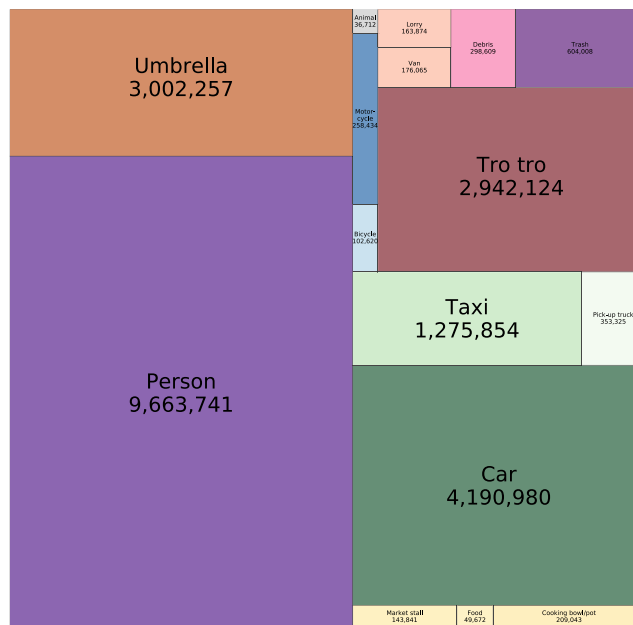 Umbrella
3,002,257
Person
9,663,741
Animal
36,712
Motor-
cycle
258,434
Bicycle
102,620
Lorry
163,874
Van
176,065
Debris
298,609
Trash
604,008
Tro tro
2,942,124
Taxi
1,275,854
Pick-up truck
353,325
Car
4,190,980
Market stall
143,841
Food
49,672
Cooking bowl/pot
209,043